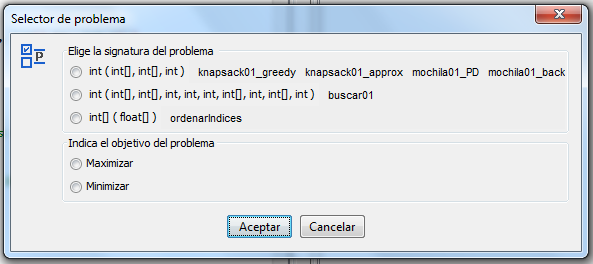 Selector de problema
Elige la signatura del problema
int ( int[] , int[] , int ) knapsack01_greedy knapsack01_approx mochila01_PD mochila01_back
int ( int[] , int[] , int, int, int, int[] , int, int[] , int ) buscar01
int[] ( float[] ) ordenarIndices
Indica el objetivo del problema
Maximizar
Minimizar
Aceptar Cancelar